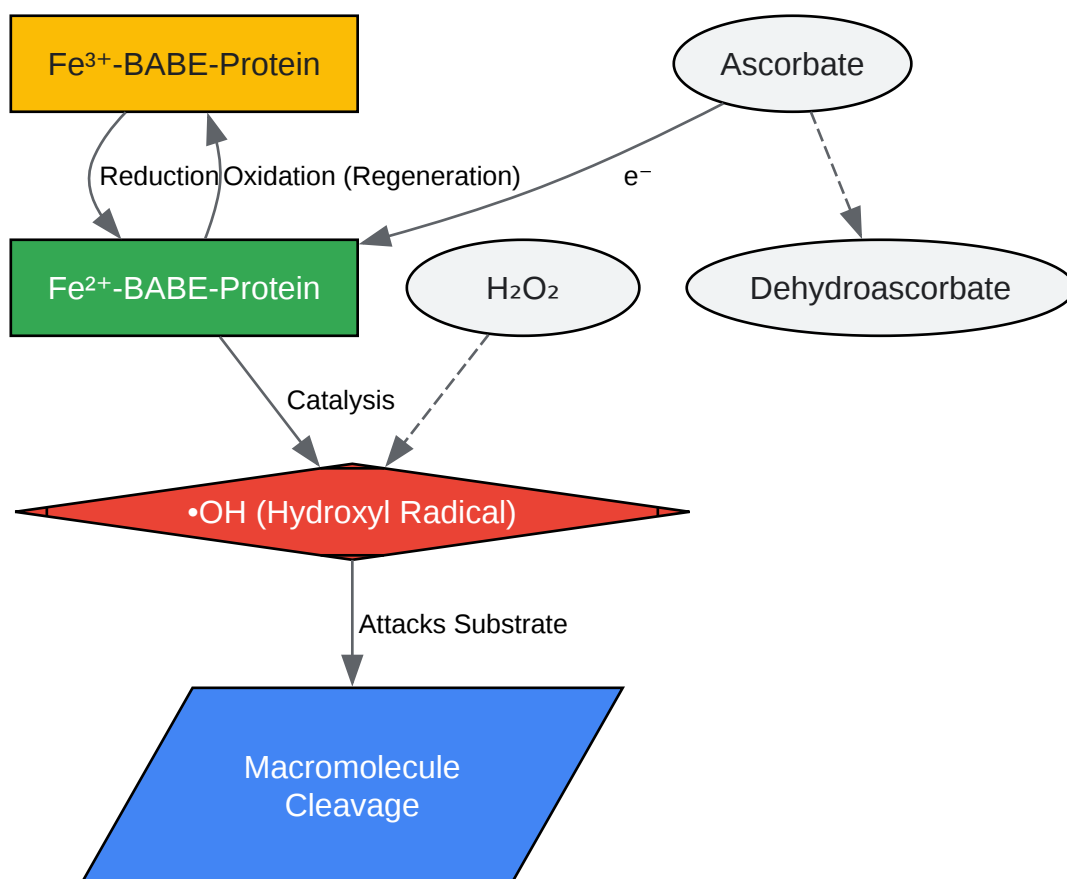 Fe³⁺-BABE-Protein
Ascorbate
Reduction
Oxidation (Regeneration)
e⁻
Fe²⁺-BABE-Protein
H₂O₂
Dehydroascorbate
Catalysis
•OH (Hydroxyl Radical)
Attacks Substrate
Macromolecule
Cleavage